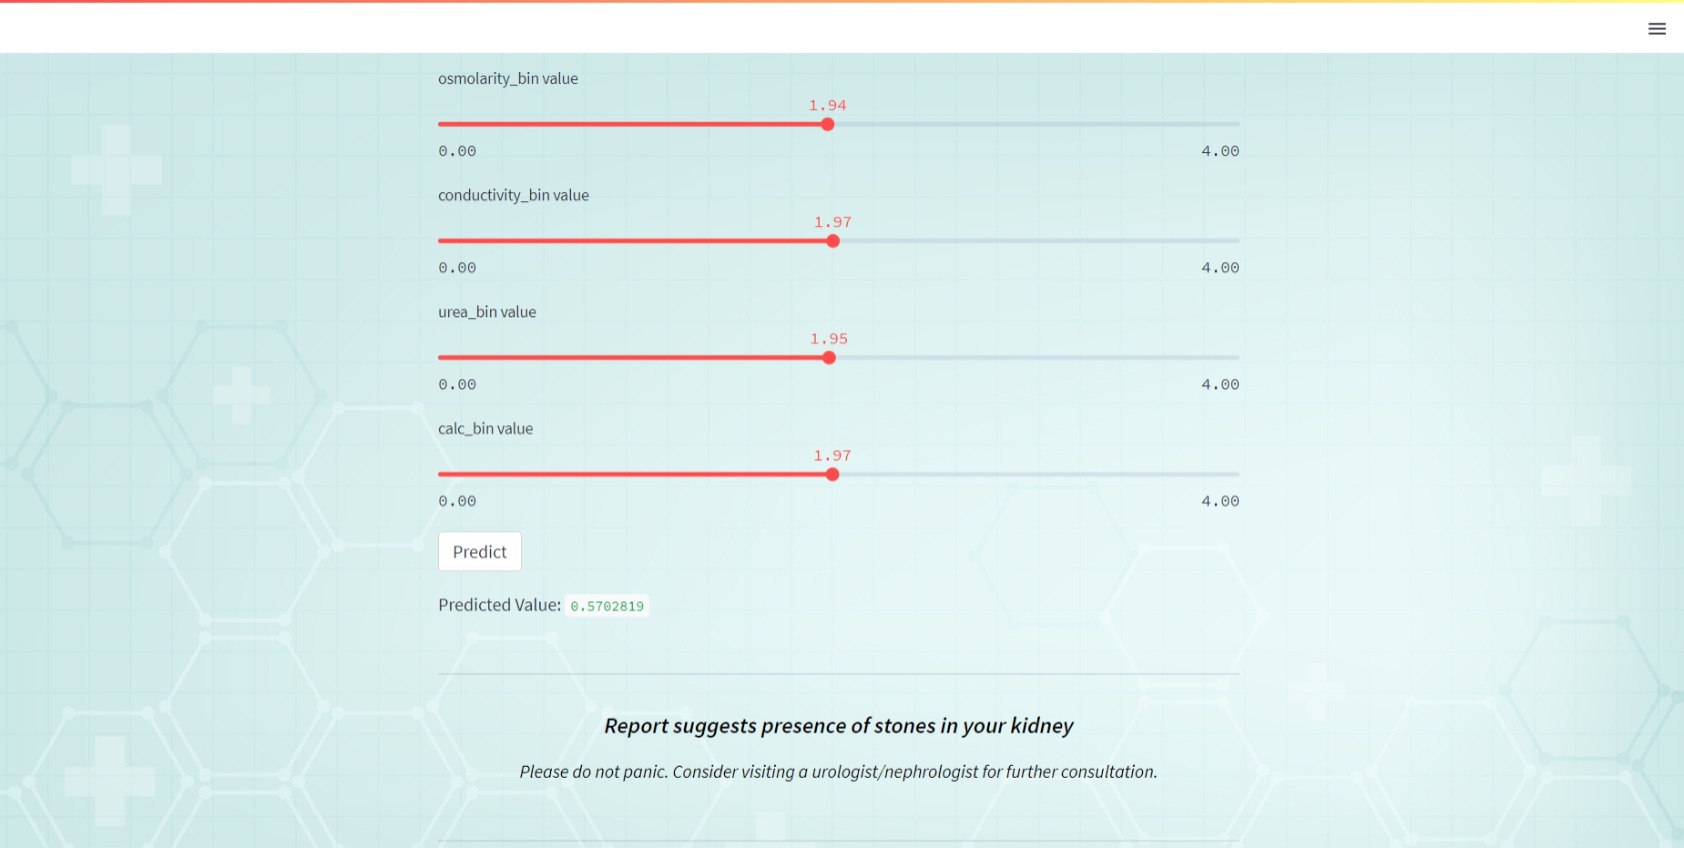 osmolarity_bin value
1.94
0.00 4.00
conductivity_bin value
1.97
0.00 4.00
urea_bin value
1.95
0.00 4.00
calc_bin value
1.97
0.00 4.00
Predict
Predicted Value: 0.5702819
Report suggests presence of stones in your kidney
Please do not panic. Consider visiting a urologist/nephrologist for further consultation.